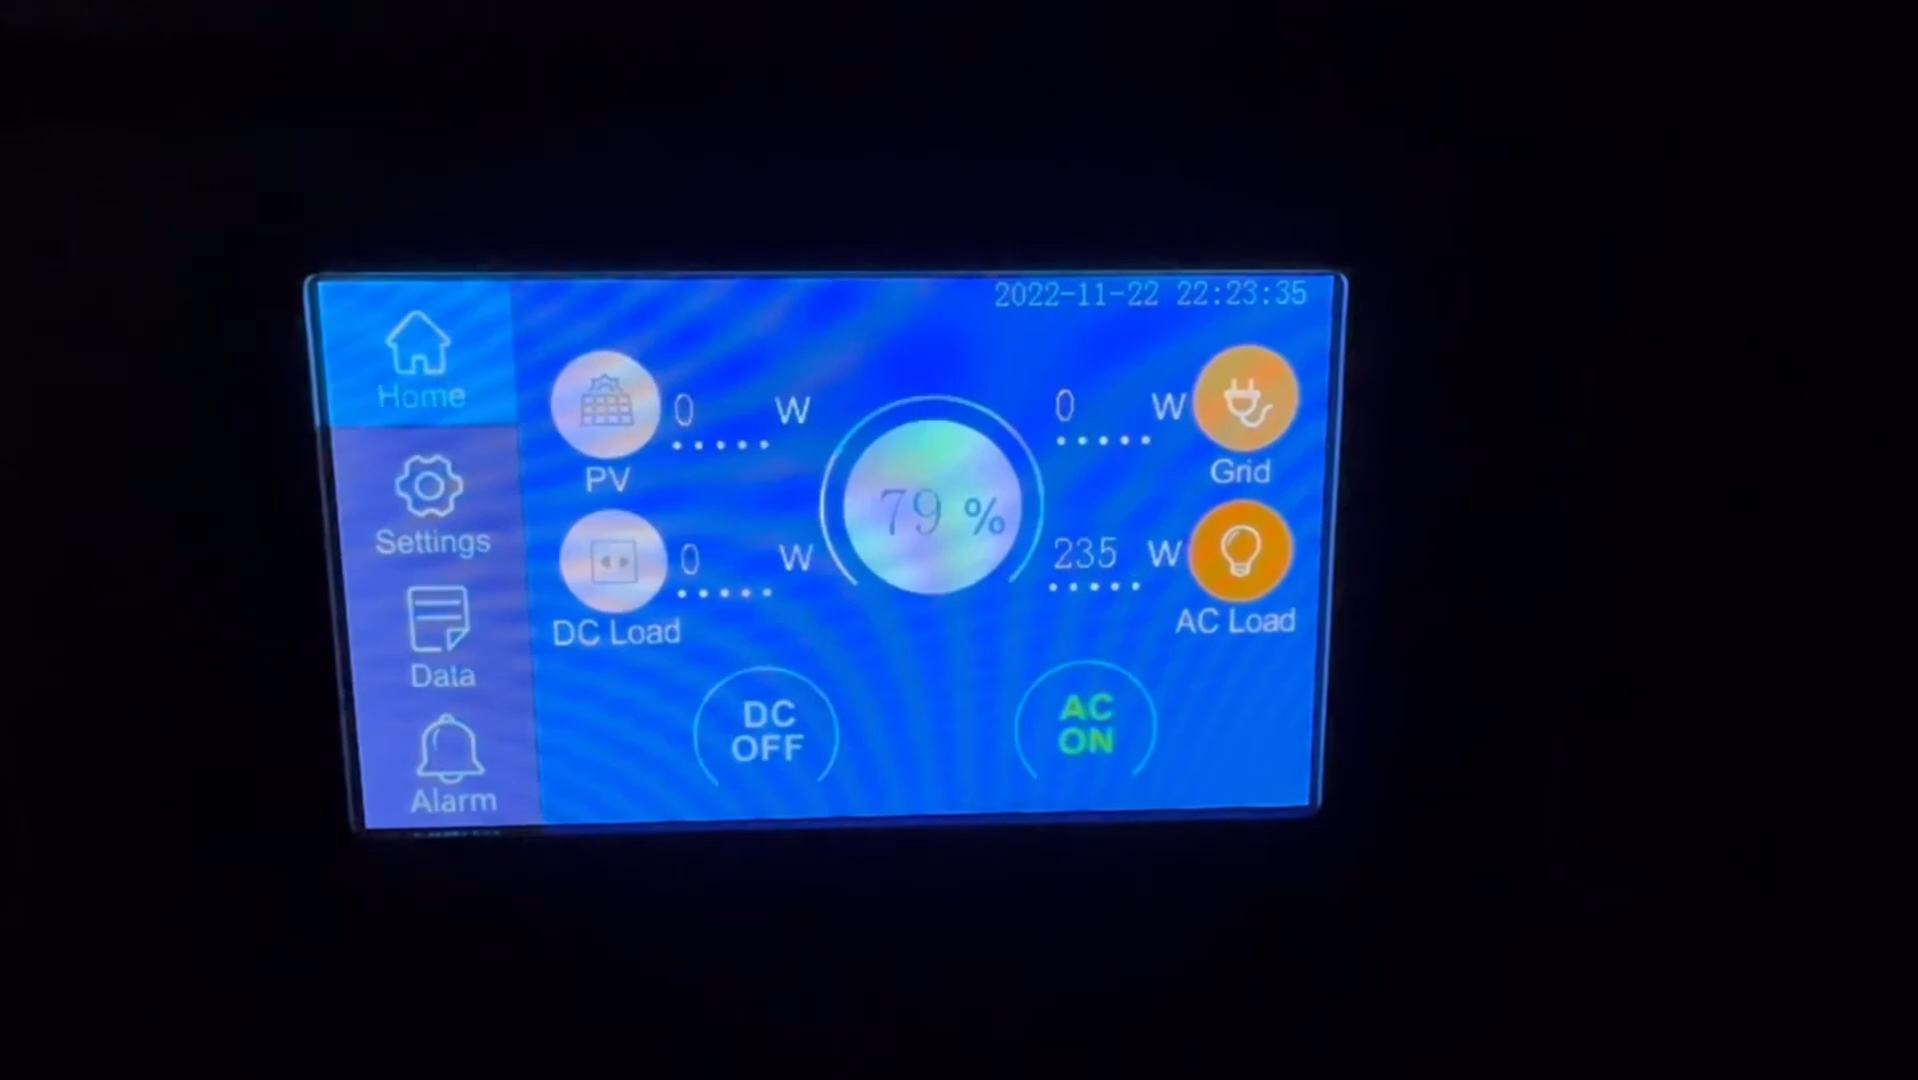 2022-11-22 22:23:35
Home
Settings
Data
Alarm
0 W
PV
0 W
DC Load
79 %
0 W
Grid
235 W
AC Load
DC
OFF
AC
ON